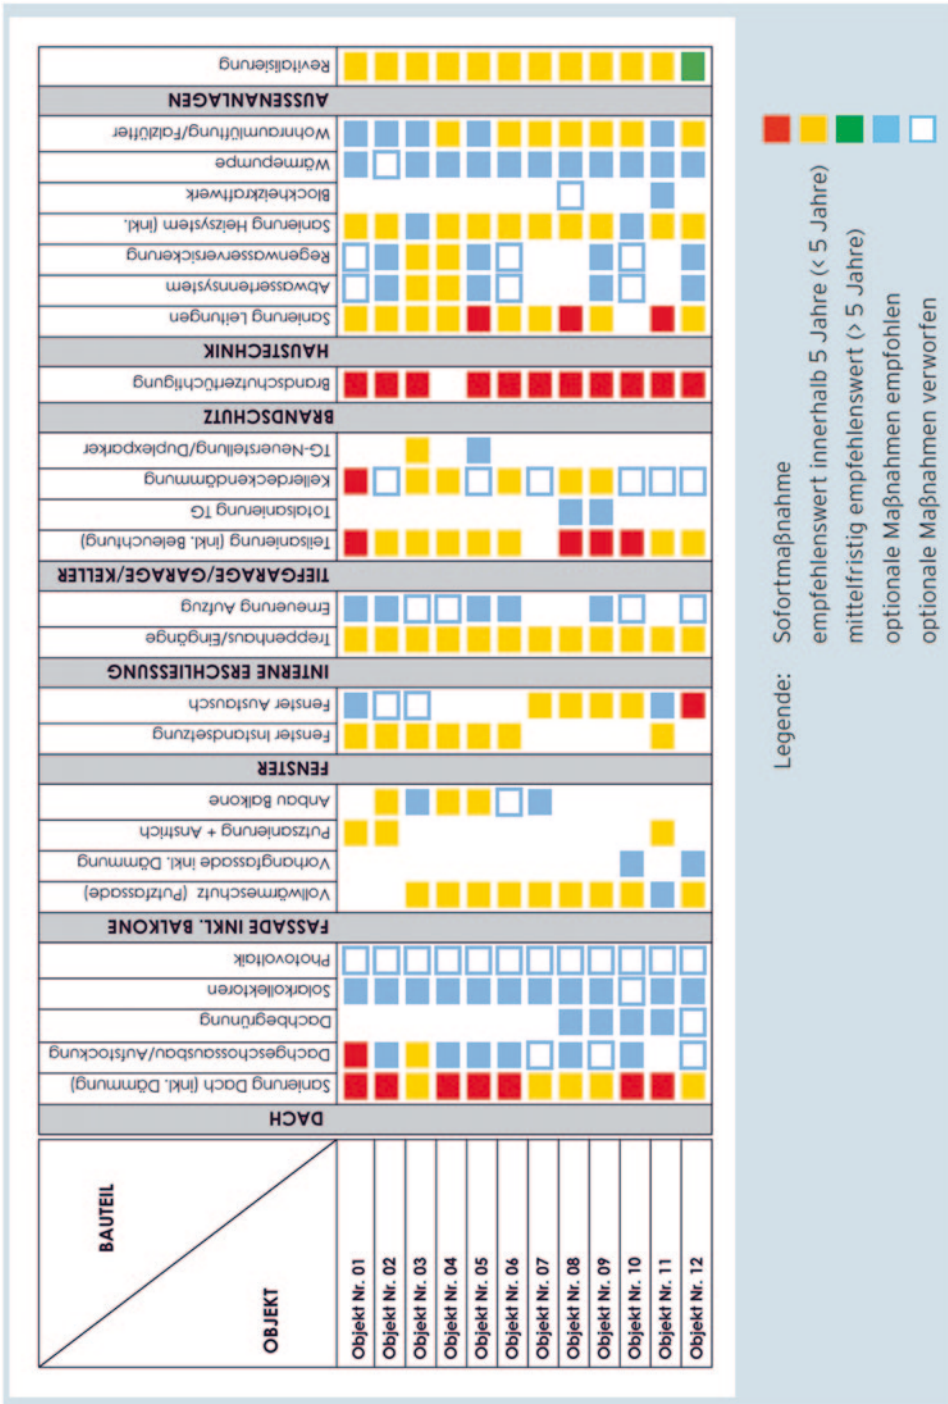 BAUTEIL
OBJEKT
DACH
Sanierung Dach (inkl. Dämmung)
Dachgeschossausbau/Aufstockung
Dachbegrünung
Solarkollektoren
Photovoltaik
FASSADE INKL. BALKONE
Vollwärmeschutz (Putzfassade)
Vorhangfassade inkl. Dämmung
Putzsanierung + Anstrich
Anbau Balkone
FENSTER
Fenster Instandsetzung
Fenster Austausch
INTERNE ERSCHLIESSUNG
Treppenhaus/Eingänge
Erneuerung Aufzug
TIEFGARAGE/GARAGE/KELLER
Teilsanierung (inkl. Beleuchtung)
Totalsanierung TG
Kellerdeckendämmung
TG-Neuerstellung/Duplexparker
BRANDSCHUTZ
Brandschutzertüchtigung
HAUSTECHNIK
Sanierung Leitungen
Abwassertennsystem
Regenwasserversickerung
Sanierung Heizsystem (inkl.
Blockheizkraftwerk
Wärmepumpe
Wohnraumlüftung/Falzlüfter
AUSSENANLAGEN
Revitalisierung
Objekt Nr. 01
Objekt Nr. 02
Objekt Nr. 03
Objekt Nr. 04
Objekt Nr. 05
Objekt Nr. 06
Objekt Nr. 07
Objekt Nr. 08
Objekt Nr. 09
Objekt Nr. 10
Objekt Nr. 11
Objekt Nr. 12
Legende: Sofortmaßnahme
empfehlenswert innerhalb 5 Jahre (< 5 Jahre)
mittelfristig empfehlenswert (> 5 Jahre)
optionale Maßnahmen empfohlen
optionale Maßnahmen verworfen